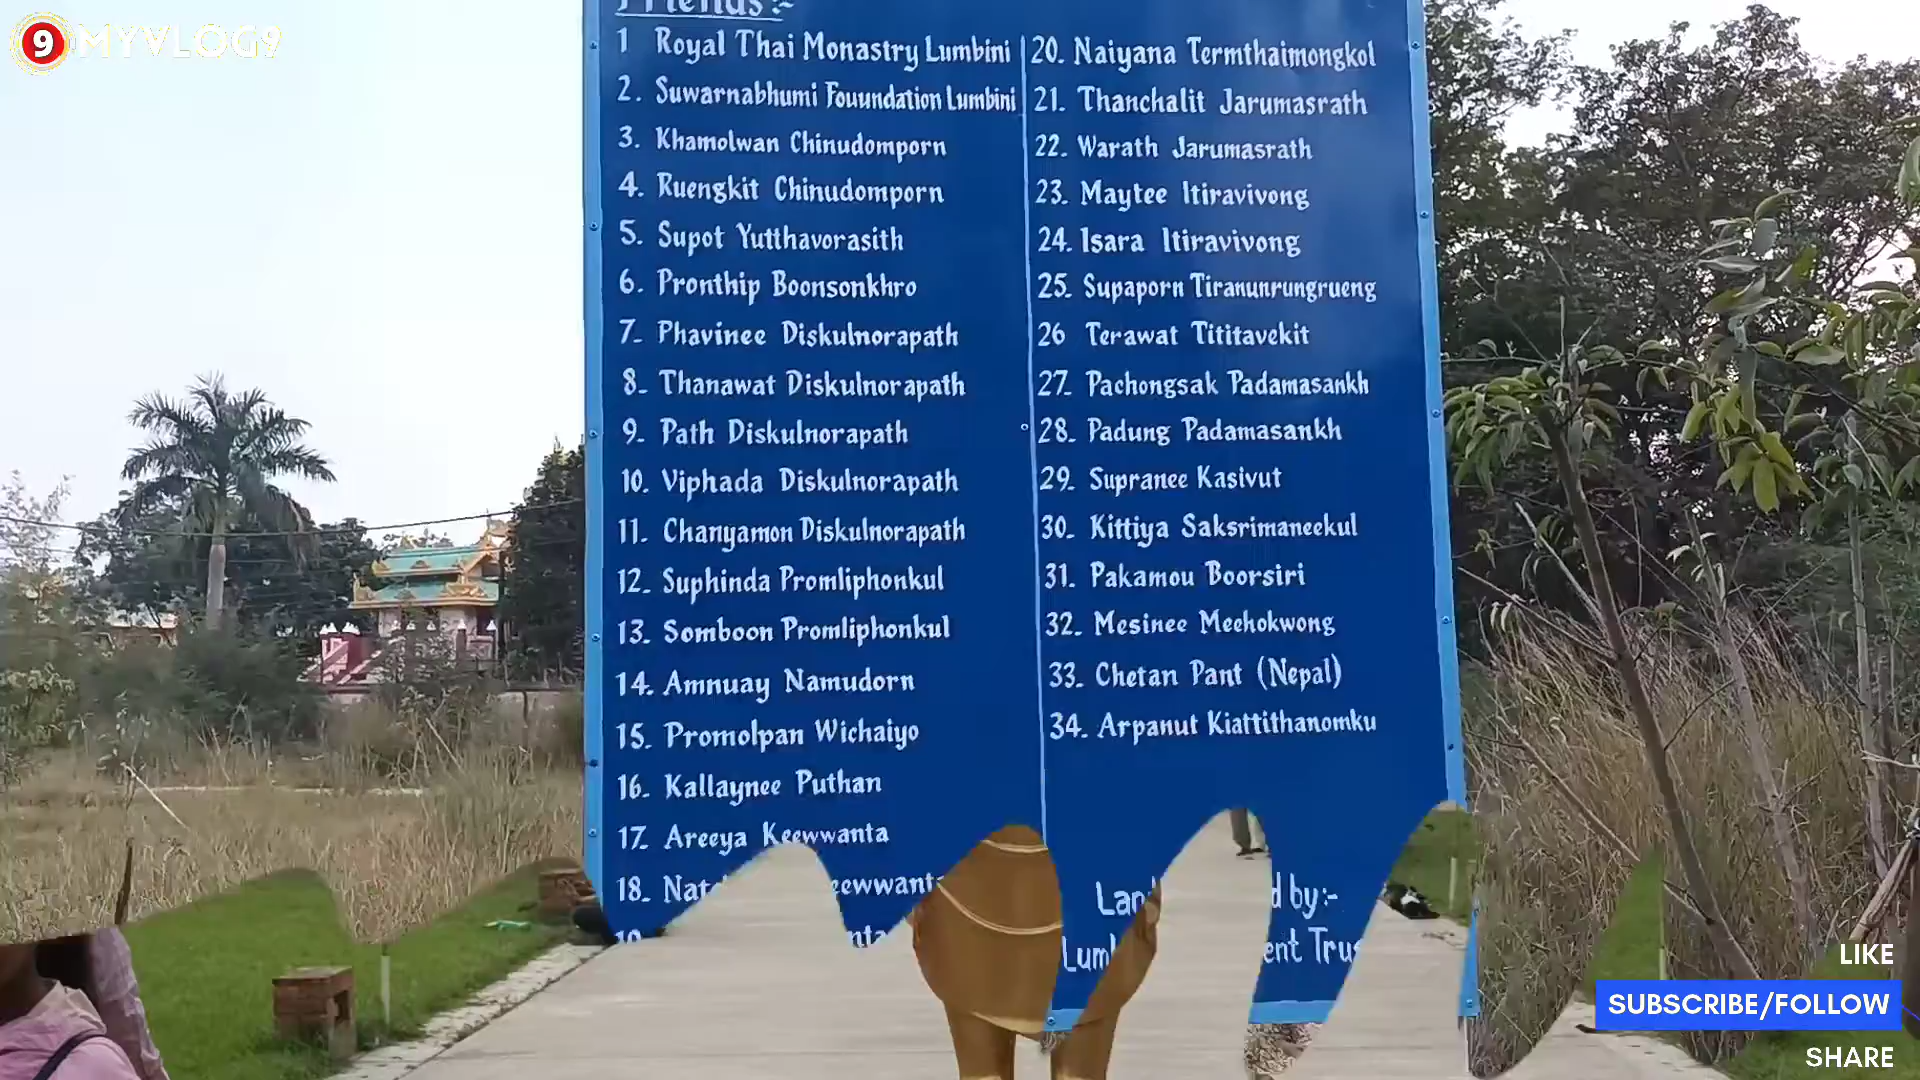 9 MYVLOG9
Friends:-
1 Royal Thai Monastry Lumbini
2. Suwarnabhumi Fouundation Lumbini
3. Khamolwan Chinudomporn
4. Ruengkit Chinudomporn
5. Supot Yutthavorasith
6. Pronthip Boonsonkhro
7. Phavinee Diskulnorapath
8. Thanawat Diskulnorapath
9. Path Diskulnorapath
10. Viphada Diskulnorapath
11. Chanyamon Diskulnorapath
12. Suphinda Promliphonkul
13. Somboon Promliphonkul
14. Amnuay Namudorn
15. Promolpan Wichaiyo
16. Kallaynee Puthan
17. Areeya Keewwanta
18.
20. Naiyana Termthaimongkol
21. Thanchalit Jarumasrath
22. Warath Jarumasrath
23. Maytee Itiravivong
24. Isara Itiravivong
25. Supaporn Tiranunrungrueng
26 Terawat Tititavekit
27. Pachongsak Padamasankh
28. Padung Padamasankh
29. Supranee Kasivut
30. Kittiya Saksrimaneekul
31. Pakamou Boorsiri
32. Mesinee Meehokwong
33. Chetan Pant (Nepal)
34. Arpanut Kiattithanomku
by:-
LIKE
SUBSCRIBE/FOLLOW
SHARE